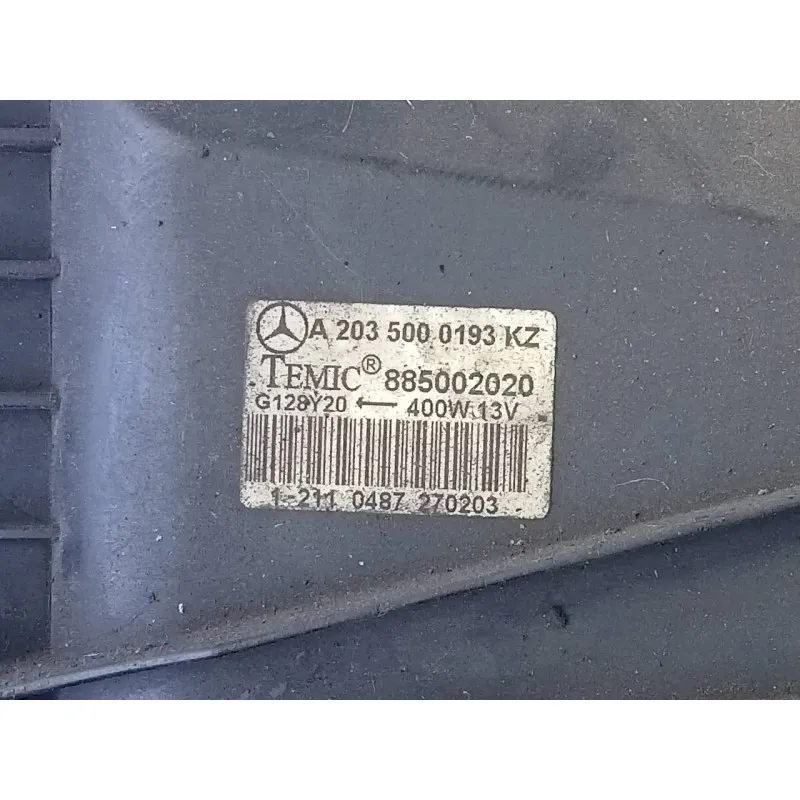 A 203 500 0193 KZ
TEMIC® 885002020
G128Y20 ← 400W 13V
1-211 0487 270203